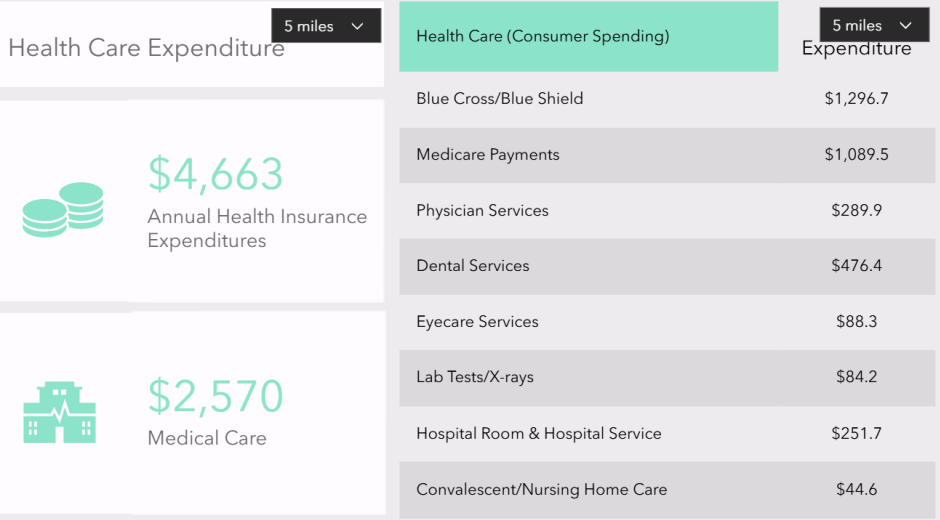 Health Care Expenditure
5 miles
$4,663
Annual Health Insurance
Expenditures
$2,570
Medical Care
5 miles
Health Care (Consumer Spending)
Expenditure
Blue Cross/Blue Shield $1,296.7
Medicare Payments $1,089.5
Physician Services $289.9
Dental Services $476.4
Eyecare Services $88.3
Lab Tests/X-rays $84.2
Hospital Room & Hospital Service $251.7
Convalescent/Nursing Home Care $44.6